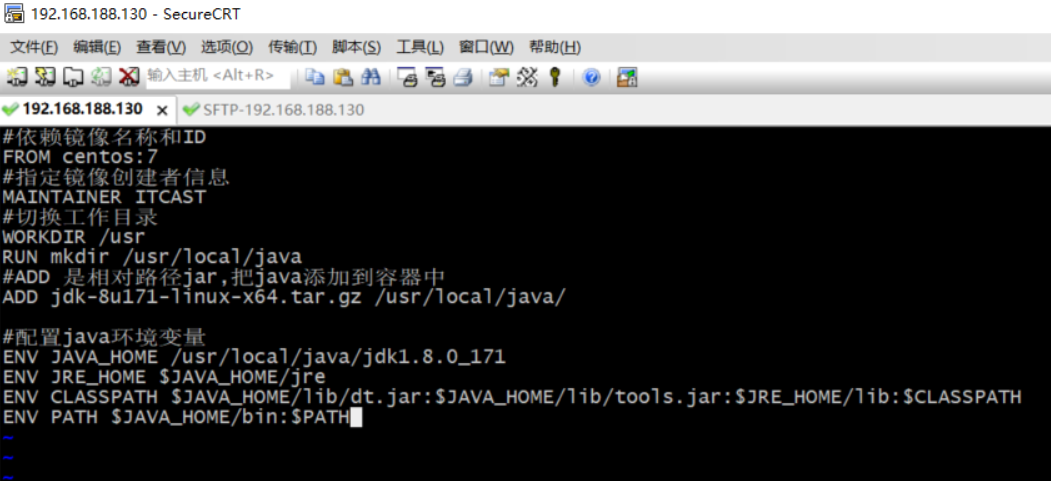 192.168.188.130 - SecureCRT
文件(F) 编辑(E) 查看(V) 选项(O) 传输(T) 脚本(S) 工具(L) 窗口(W) 帮助(H)
输入主机 <Alt+R>
192.168.188.130 x SFTP-192.168.188.130
#依赖镜像名称和ID
FROM centos:7
#指定镜像创建者信息
MAINTAINER ITCAST
#切换工作目录
WORKDIR /usr
RUN mkdir /usr/local/java
#ADD 是相对路径jar,把java添加到容器中
ADD jdk-8u171-linux-x64.tar.gz /usr/local/java/
#配置java环境变量
ENV JAVA_HOME /usr/local/java/jdk1.8.0_171
ENV JRE_HOME $JAVA_HOME/jre
ENV CLASSPATH $JAVA_HOME/lib/dt.jar:$JAVA_HOME/lib/tools.jar:$JRE_HOME/lib:$CLASSPATH
ENV PATH $JAVA_HOME/bin:$PATH
~
~
~